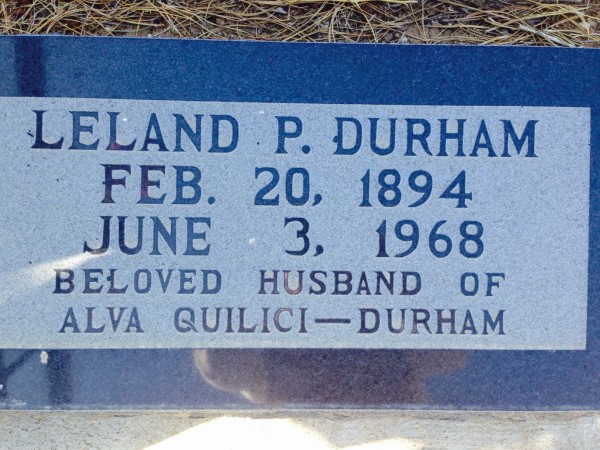 LELAND P. DURHAM
FEB. 20, 1894
JUNE 3, 1968
BELOVED HUSBAND OF
ALVA QUILICI—DURHAM